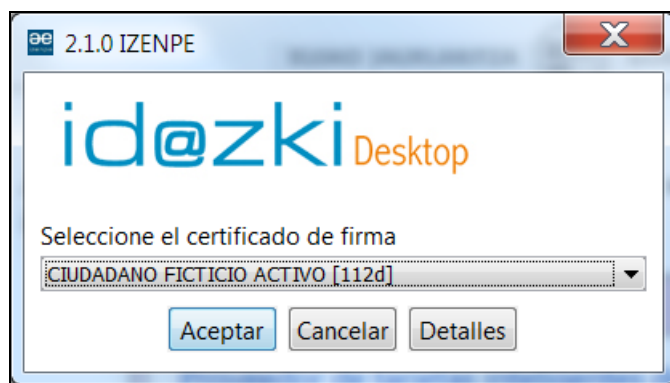 2.1.0 IZENPE
id@zki Desktop
Seleccione el certificado de firma
CIUDADANO FICTICIO ACTIVO [112d]
Aceptar Cancelar Detalles